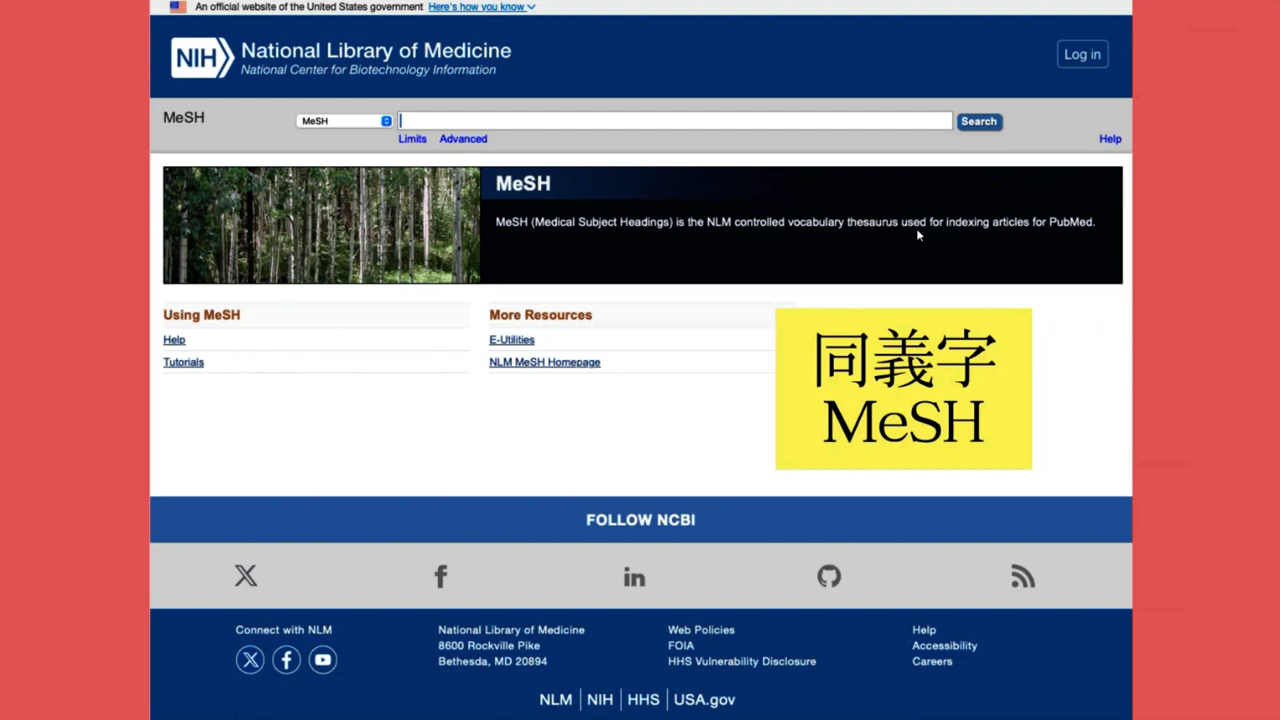 An official website of the United States government Here's how you know
NIH National Library of Medicine
National Center for Biotechnology Information
Log in
MeSH
MeSH
Search
Limits Advanced
Help
MeSH
MeSH (Medical Subject Headings) is the NLM controlled vocabulary thesaurus used for indexing articles for PubMed.
Using MeSH
Help
Tutorials
More Resources
E-Utilities
NLM MeSH Homepage
同義字
MeSH
FOLLOW NCBI
Connect with NLM
National Library of Medicine
8600 Rockville Pike
Bethesda, MD 20894
Web Policies
FOIA
HHS Vulnerability Disclosure
Help
Accessibility
Careers
NLM NIH HHS USA.gov